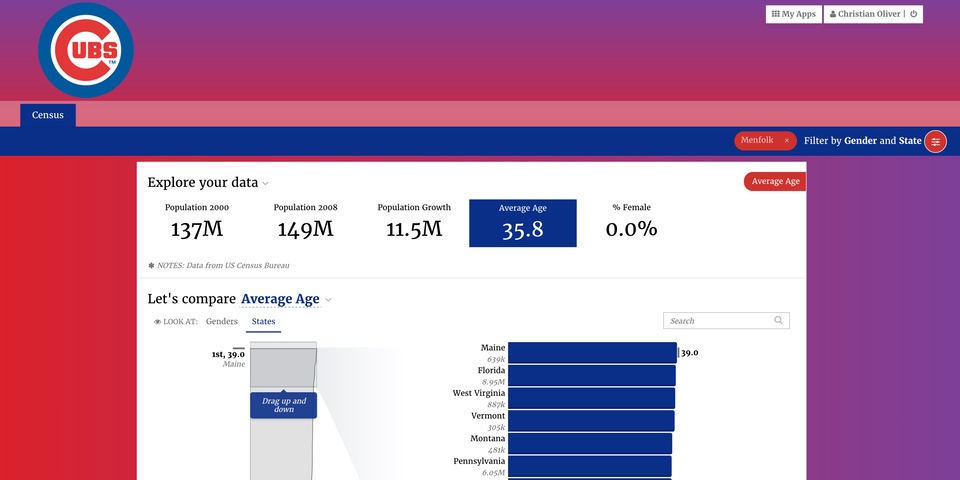 CUBS
TM
My Apps
Christian Oliver |
Census
Menfolk ×
Filter by Gender and State
Explore your data
Average Age
Population 2000
137M
Population 2008
149M
Population Growth
11.5M
Average Age
35.8
% Female
0.0%
✱ NOTES: Data from US Census Bureau
Let's compare Average Age
LOOK AT: Genders States
Search
1st, 39.0
Maine
Drag up and
down
Maine
639k
39.0
Florida
8.95M
West Virginia
887k
Vermont
305k
Montana
481k
Pennsylvania
6.05M